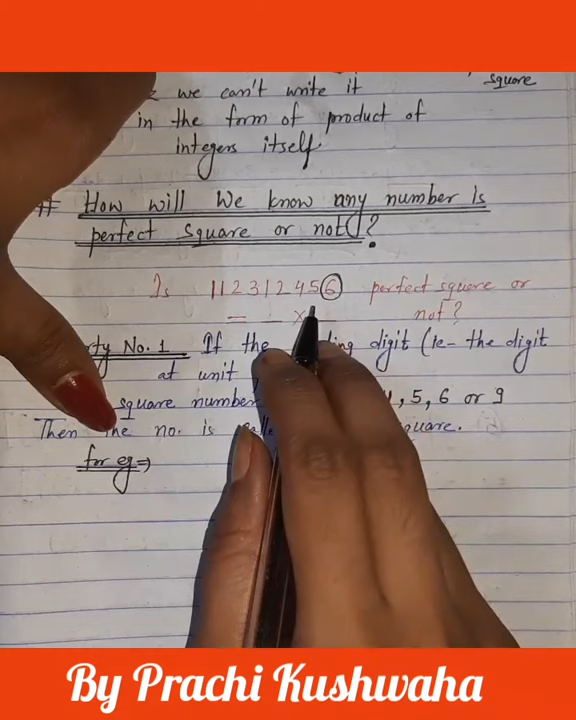 square
we can't write it
in the form of product of
integers itself.
# How will We know any number is
perfect square or not?
Is 112312456 perfect square or
not?
No. 1 If the digit (ie- the digit
at unit
square number 5, 6 or 9
Then the no. is square.
for eg ⇒
By Prachi Kushwaha